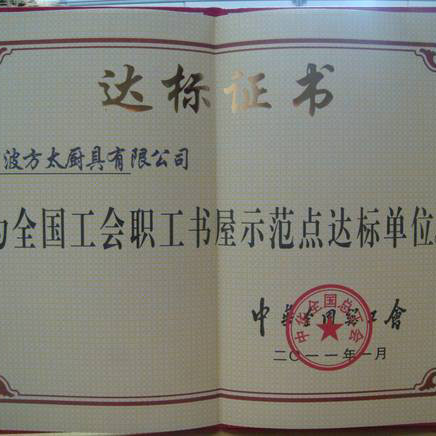 达标证书
波方太厨具有限公司
为全国工会职工书屋示范点达标单位
中华全国总工会
中华全国总工会
二〇一一年一月